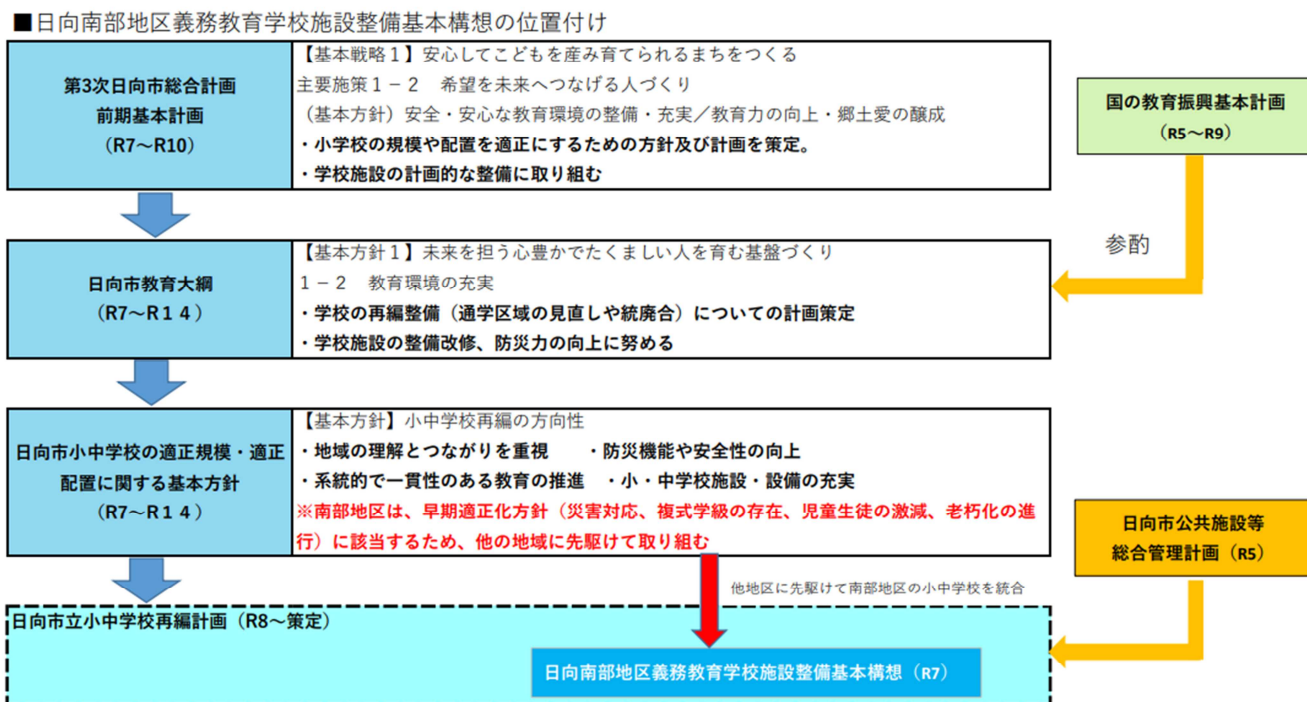 ■日向南部地区義務教育学校施設整備基本構想の位置付け
第3次日向市総合計画
前期基本計画
（R7～R10）
【基本戦略１】安心してこどもを産み育てられるまちをつくる
主要施策１－２　希望を未来へつなげる人づくり
（基本方針）安全・安心な教育環境の整備・充実／教育力の向上・郷土愛の醸成
・小学校の規模や配置を適正にするための方針及び計画を策定。
・学校施設の計画的な整備に取り組む
国の教育振興基本計画
（R5～R9）
参酌
日向市教育大綱
（R7～R１４）
【基本方針１】未来を担う心豊かでたくましい人を育む基盤づくり
１－２　教育環境の充実
・学校の再編整備（通学区域の見直しや統廃合）についての計画策定
・学校施設の整備改修、防災力の向上に努める
日向市小中学校の適正規模・適正
配置に関する基本方針
（R7～R１４）
【基本方針】小中学校再編の方向性
・地域の理解とつながりを重視　　・防災機能や安全性の向上
・系統的で一貫性のある教育の推進　・小・中学校施設・設備の充実
※南部地区は、早期適正化方針（災害対応、複式学級の存在、児童生徒の激減、老朽化の進
行）に該当するため、他の地域に先駆けて取り組む
日向市公共施設等
総合管理計画（R5）
他地区に先駆けて南部地区の小中学校を統合
日向市立小中学校再編計画（R8～策定）
日向南部地区義務教育学校施設整備基本構想（R7）